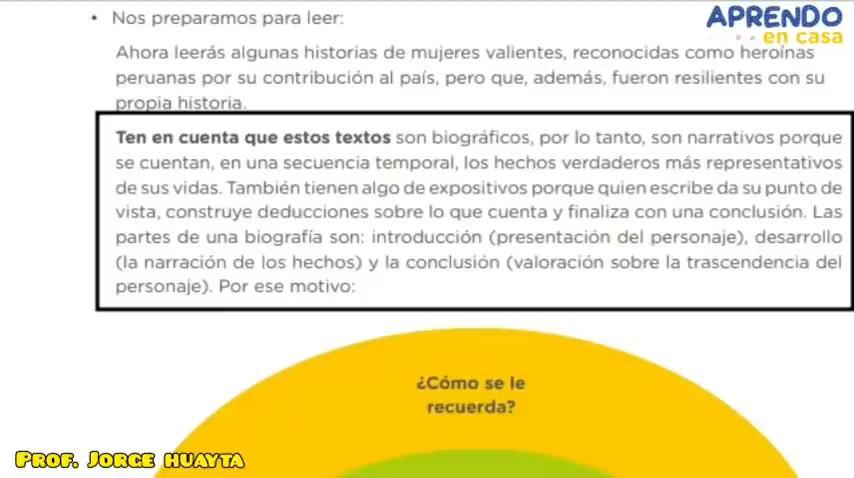 • Nos preparamos para leer:
APRENDO
en casa
Ahora leerás algunas historias de mujeres valientes, reconocidas como heroínas
peruanas por su contribución al país, pero que, además, fueron resilientes con su
propia historia.
Ten en cuenta que estos textos son biográficos, por lo tanto, son narrativos porque
se cuentan, en una secuencia temporal, los hechos verdaderos más representativos
de sus vidas. También tienen algo de expositivos porque quien escribe da su punto de
vista, construye deducciones sobre lo que cuenta y finaliza con una conclusión. Las
partes de una biografía son: introducción (presentación del personaje), desarrollo
(la narración de los hechos) y la conclusión (valoración sobre la trascendencia del
personaje). Por ese motivo:
¿Cómo se le
recuerda?
Prof. Jorge huayta